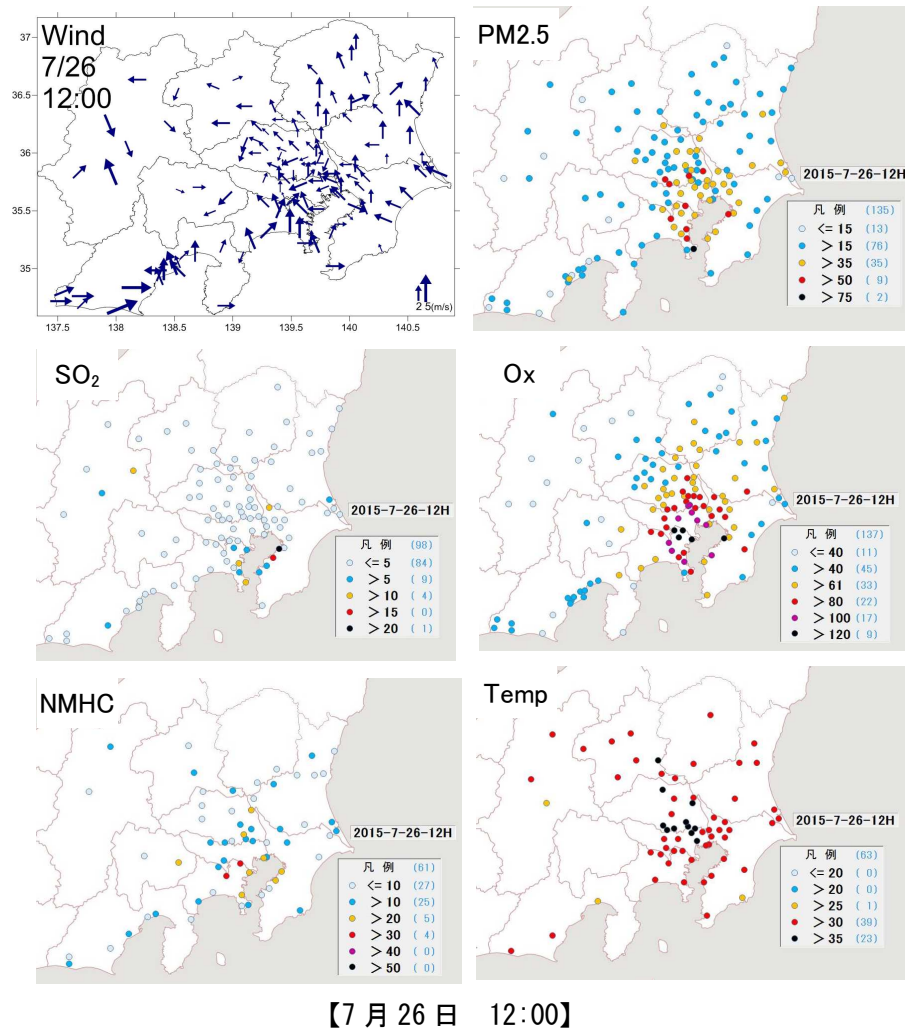 Wind
7/26
12:00
37
36.5
36
35.5
35
137.5 138 138.5 139 139.5 140 140.5
2 5(m/s)
PM2.5
2015-7-26-12H
凡 例 (135)
<= 15 (13)
＞ 15 (76)
＞ 35 (35)
＞ 50 ( 9)
＞ 75 ( 2)
SO₂
2015-7-26-12H
凡 例 (98)
<= 5 (84)
＞ 5 ( 9)
＞ 10 ( 4)
＞ 15 ( 0)
＞ 20 ( 1)
Ox
2015-7-26-12H
凡 例 (137)
<= 40 (11)
＞ 40 (45)
＞ 61 (33)
＞ 80 (22)
＞ 100 (17)
＞ 120 ( 9)
NMHC
2015-7-26-12H
凡 例 (61)
<= 10 (27)
＞ 10 (25)
＞ 20 ( 5)
＞ 30 ( 4)
＞ 40 ( 0)
＞ 50 ( 0)
Temp
2015-7-26-12H
凡 例 (63)
<= 20 ( 0)
＞ 20 ( 0)
＞ 25 ( 1)
＞ 30 (39)
＞ 35 (23)
【7 月 26 日 12:00】